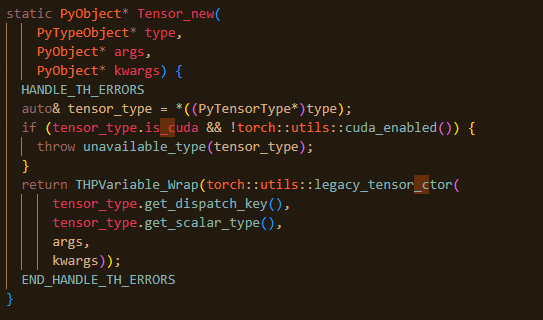 static PyObject* Tensor_new(
    PyTypeObject* type,
    PyObject* args,
    PyObject* kwargs) {
  HANDLE_TH_ERRORS
  auto& tensor_type = *((PyTensorType*)type);
  if (tensor_type.is_cuda && !torch::utils::cuda_enabled()) {
    throw unavailable_type(tensor_type);
  }
  return THPVariable_Wrap(torch::utils::legacy_tensor_ctor(
      tensor_type.get_dispatch_key(),
      tensor_type.get_scalar_type(),
      args,
      kwargs));
  END_HANDLE_TH_ERRORS
}